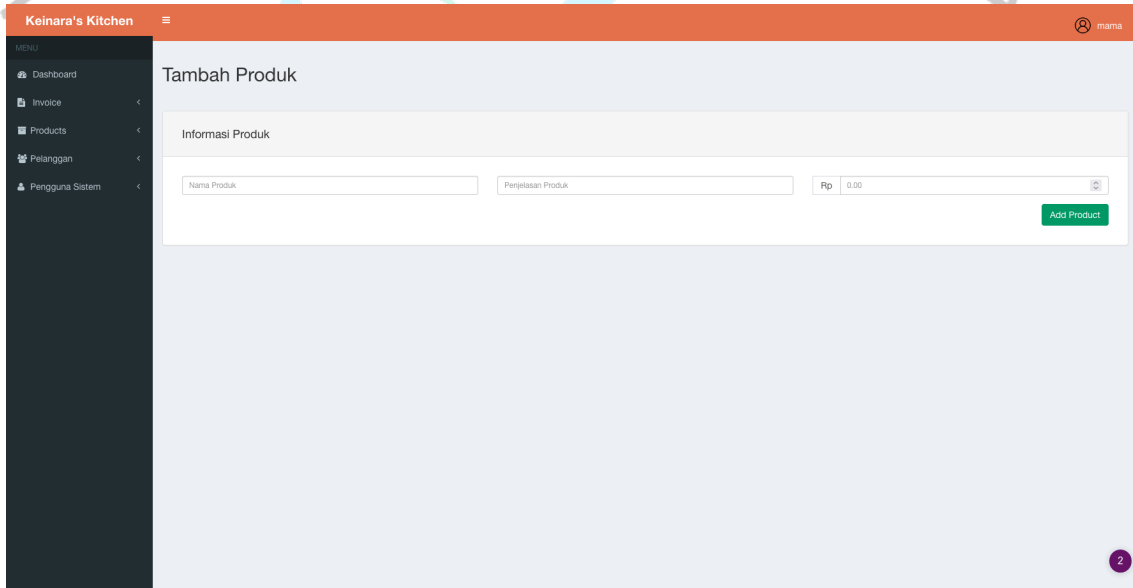 Keinara's Kitchen
mama
MENU
Dashboard
Invoice
Products
Pelanggan
Pengguna Sistem
Tambah Produk
Informasi Produk
Nama Produk
Penjelasan Produk
Rp 0.00
Add Product
2